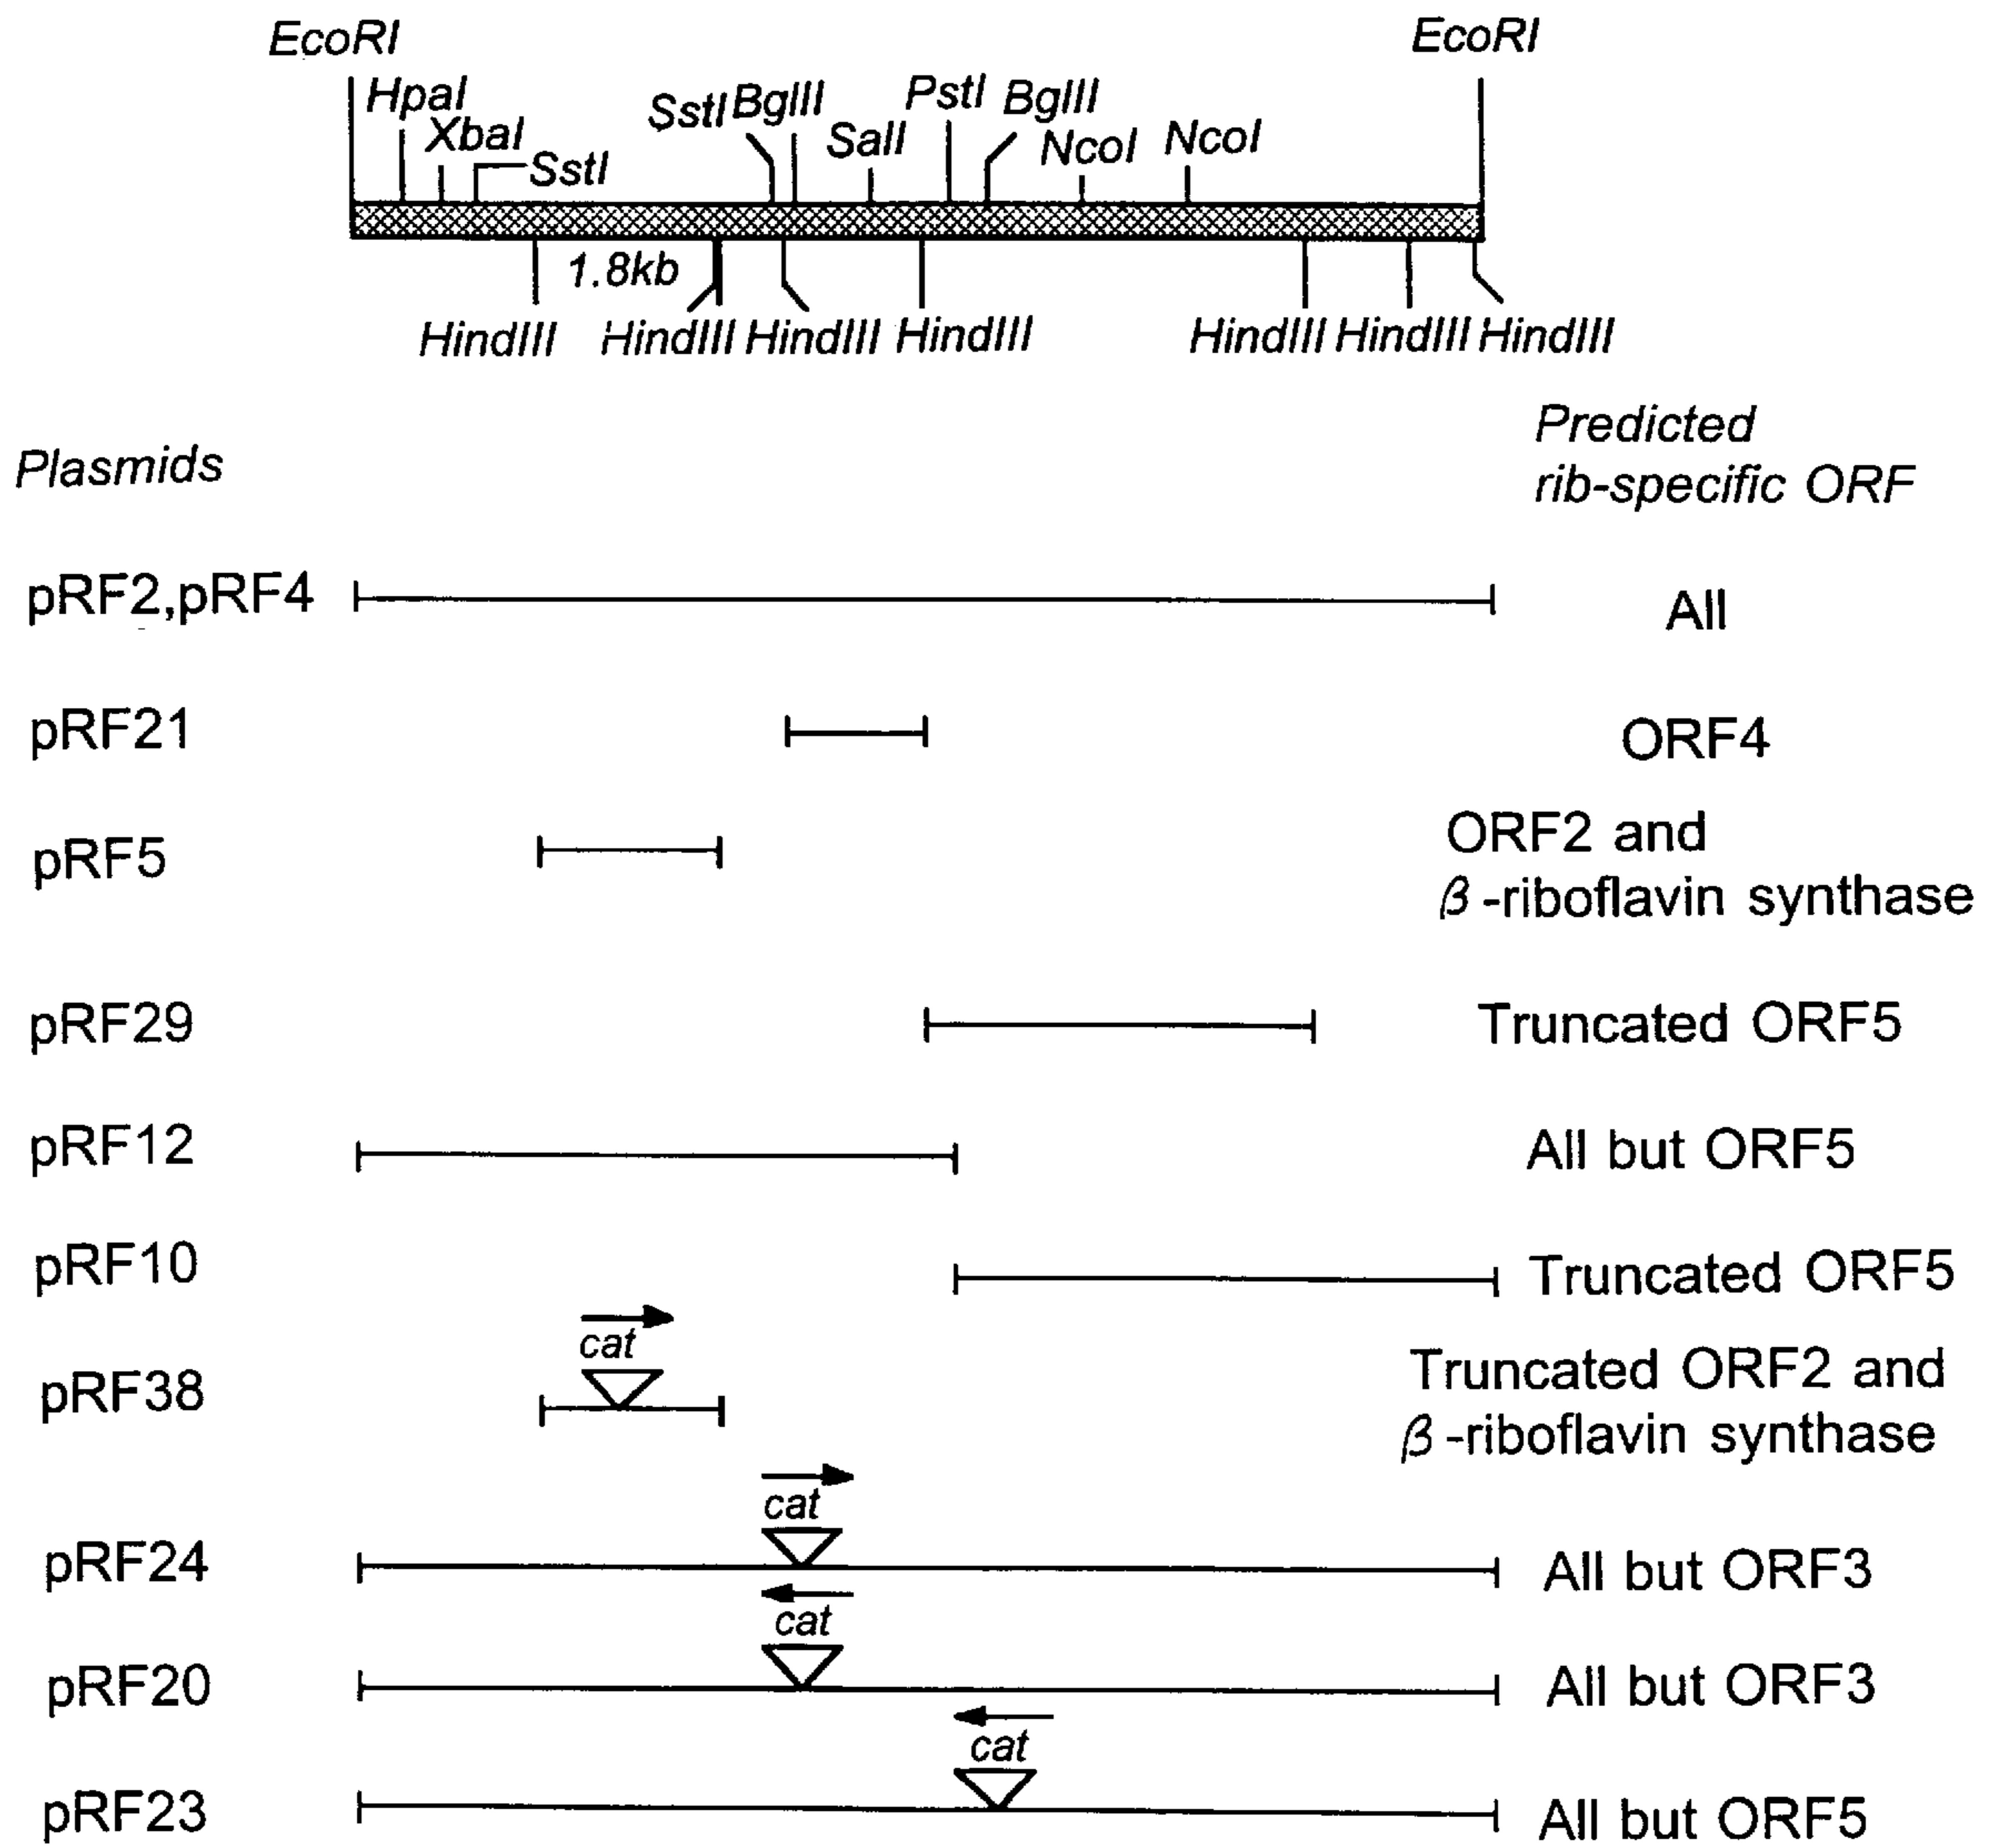 EcoRI
EcoRI
HpaI
XbaI
SstI
SstI
BglII
SalI
PstI
BglII
NcoI
NcoI
1.8kb
HindIII
HindIII
HindIII
HindIII
HindIII
HindIII
HindIII
Plasmids
Predicted
rib-specific ORF
pRF2,pRF4
All
pRF21
ORF4
pRF5
ORF2 and
β-riboflavin synthase
pRF29
Truncated ORF5
pRF12
All but ORF5
pRF10
Truncated ORF5
cat
pRF38
Truncated ORF2 and
β-riboflavin synthase
cat
pRF24
All but ORF3
cat
pRF20
All but ORF3
cat
pRF23
All but ORF5